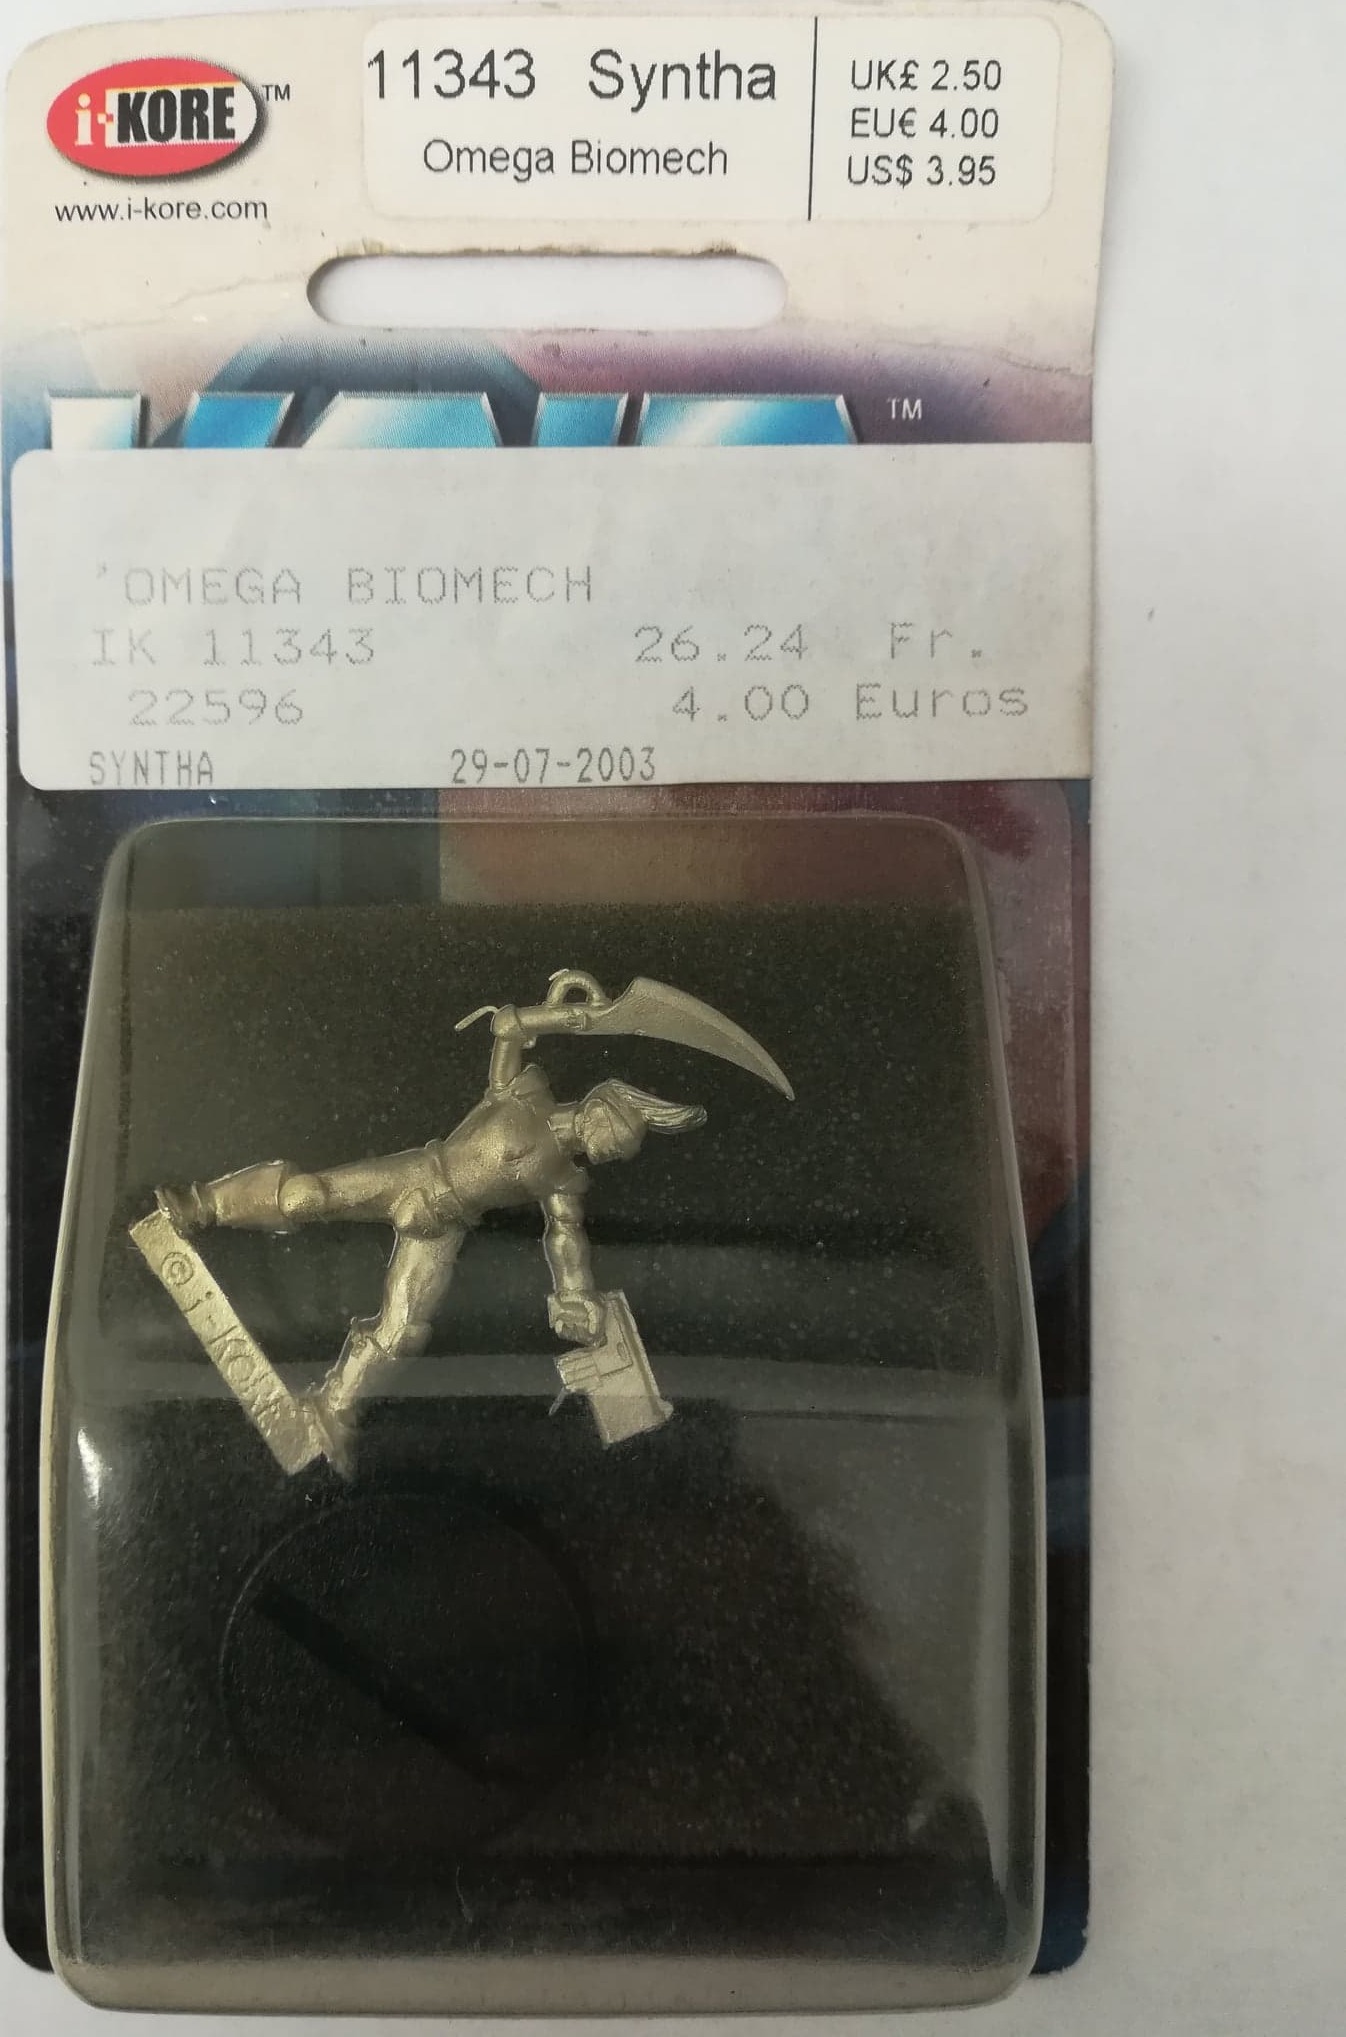 i-KORE™
www.i-kore.com
11343 Syntha
Omega Biomech
UK£ 2.50
EU€ 4.00
US$ 3.95
™
'OMEGA BIOMECH
IK 11343 26.24 Fr.
22596 4.00 Euros
SYNTHA 29-07-2003
© i-KORE